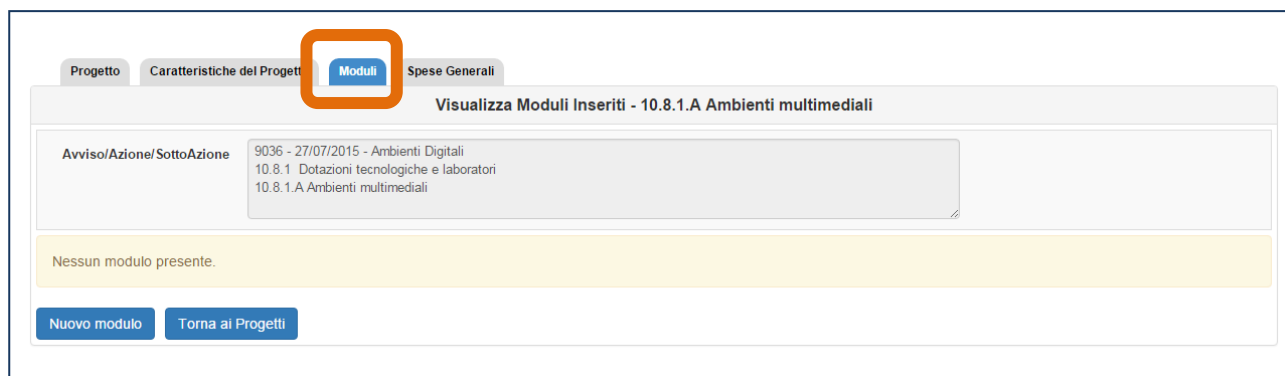 Progetto Caratteristiche del Progett Moduli Spese Generali
Visualizza Moduli Inseriti - 10.8.1.A Ambienti multimediali
Avviso/Azione/SottoAzione 9036 - 27/07/2015 - Ambienti Digitali
10.8.1 Dotazioni tecnologiche e laboratori
10.8.1.A Ambienti multimediali
Nessun modulo presente.
Nuovo modulo Torna ai Progetti